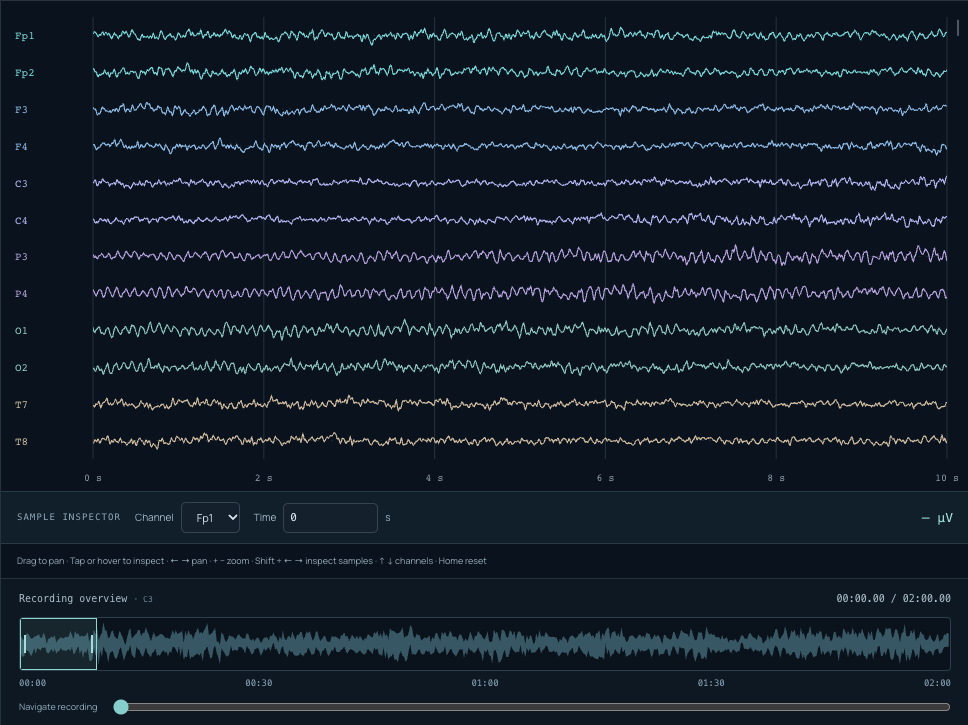 Fp1
Fp2
F3
F4
C3
C4
P3
P4
O1
O2
T7
T8
0 s 2 s 4 s 6 s 8 s 10 s
SAMPLE INSPECTOR Channel Fp1 Time 0 s — µV
Drag to pan · Tap or hover to inspect · ← → pan · + − zoom · Shift + ← → inspect samples · ↑ ↓ channels · Home reset
Recording overview · C3 00:00.00 / 02:00.00
00:00 00:30 01:00 01:30 02:00
Navigate recording